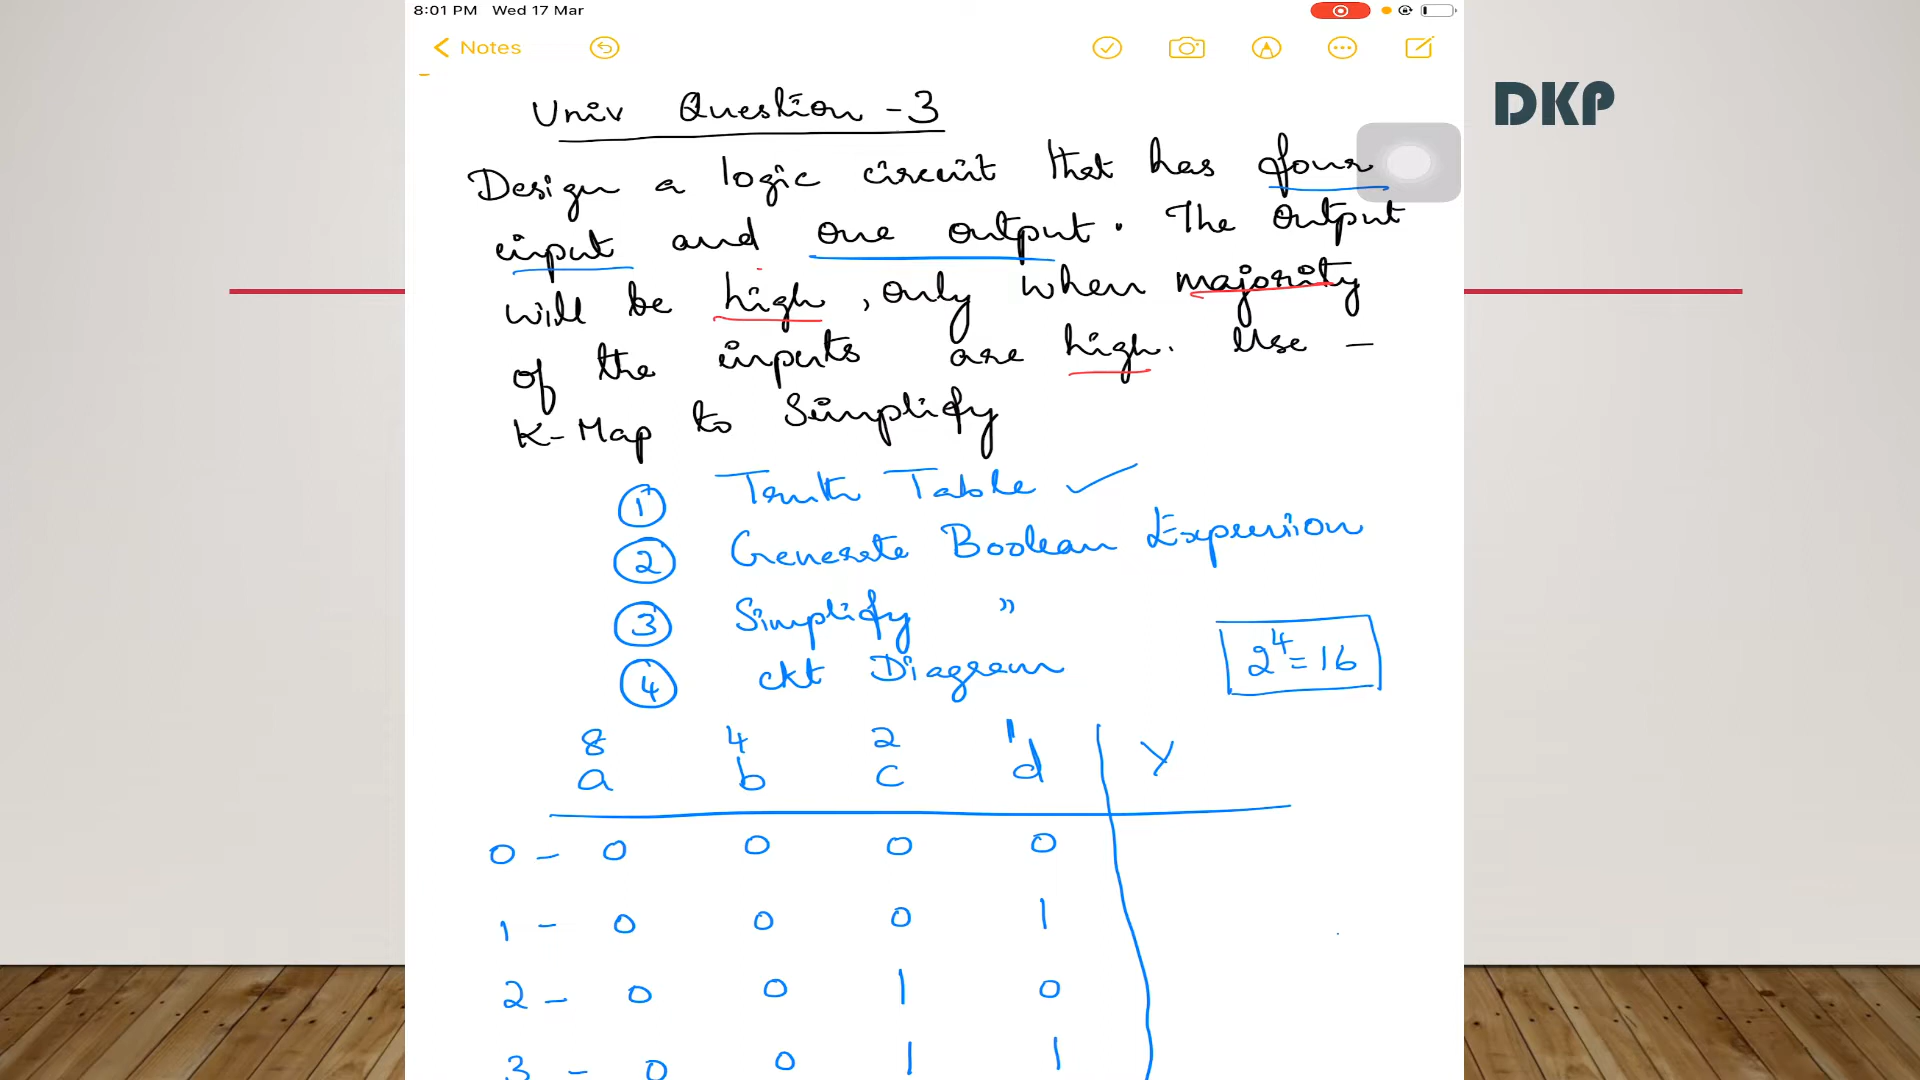 8:01 PM Wed 17 Mar
Notes
DKP
Univ Question - 3
Design a logic circuit that has four
input and one output. The output
will be high, only when majority
of the inputs are high. Use -
K-Map to Simplify
1 Truth Table ✓
2 Generate Boolean Expression
3 Simplify "
4 ckt Diagram
2^4 = 16
8 4 2 1
a b c d Y
0 - 0 0 0 0
1 - 0 0 0 1
2 - 0 0 1 0
3 - 0 0 1 1